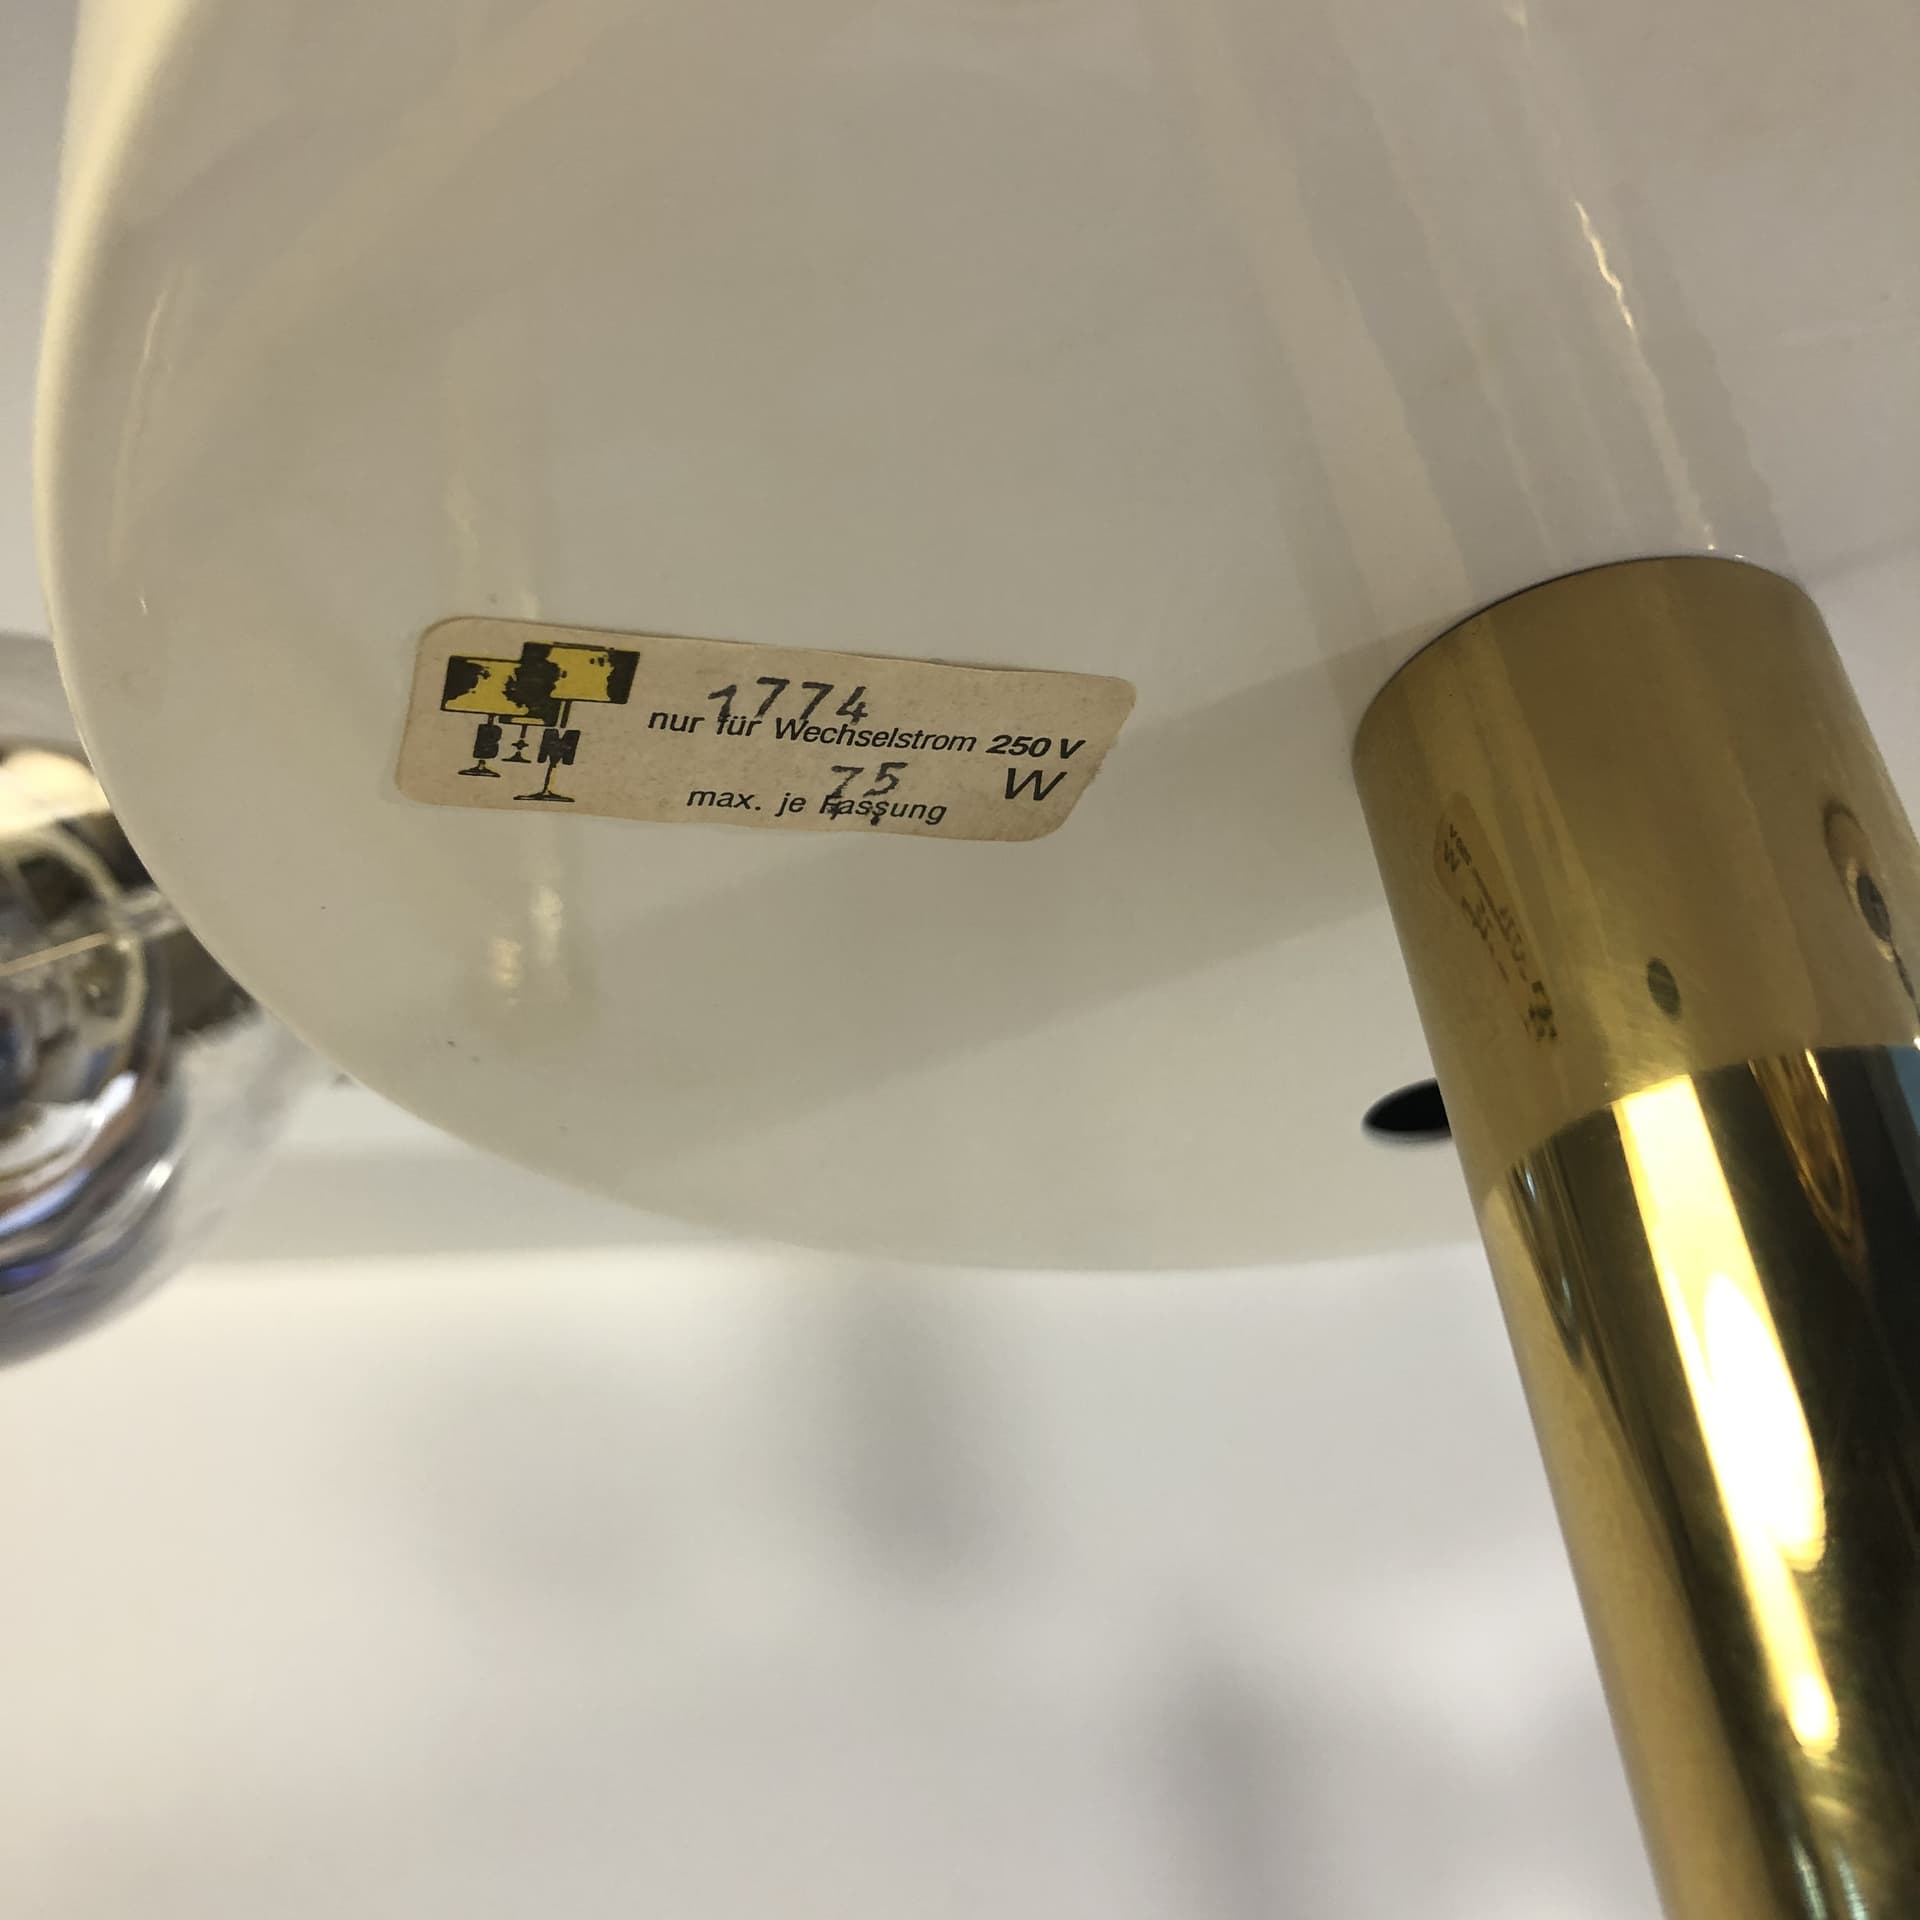 B+M
1774
nur für Wechselstrom 250 V
75 W
max. je Fassung